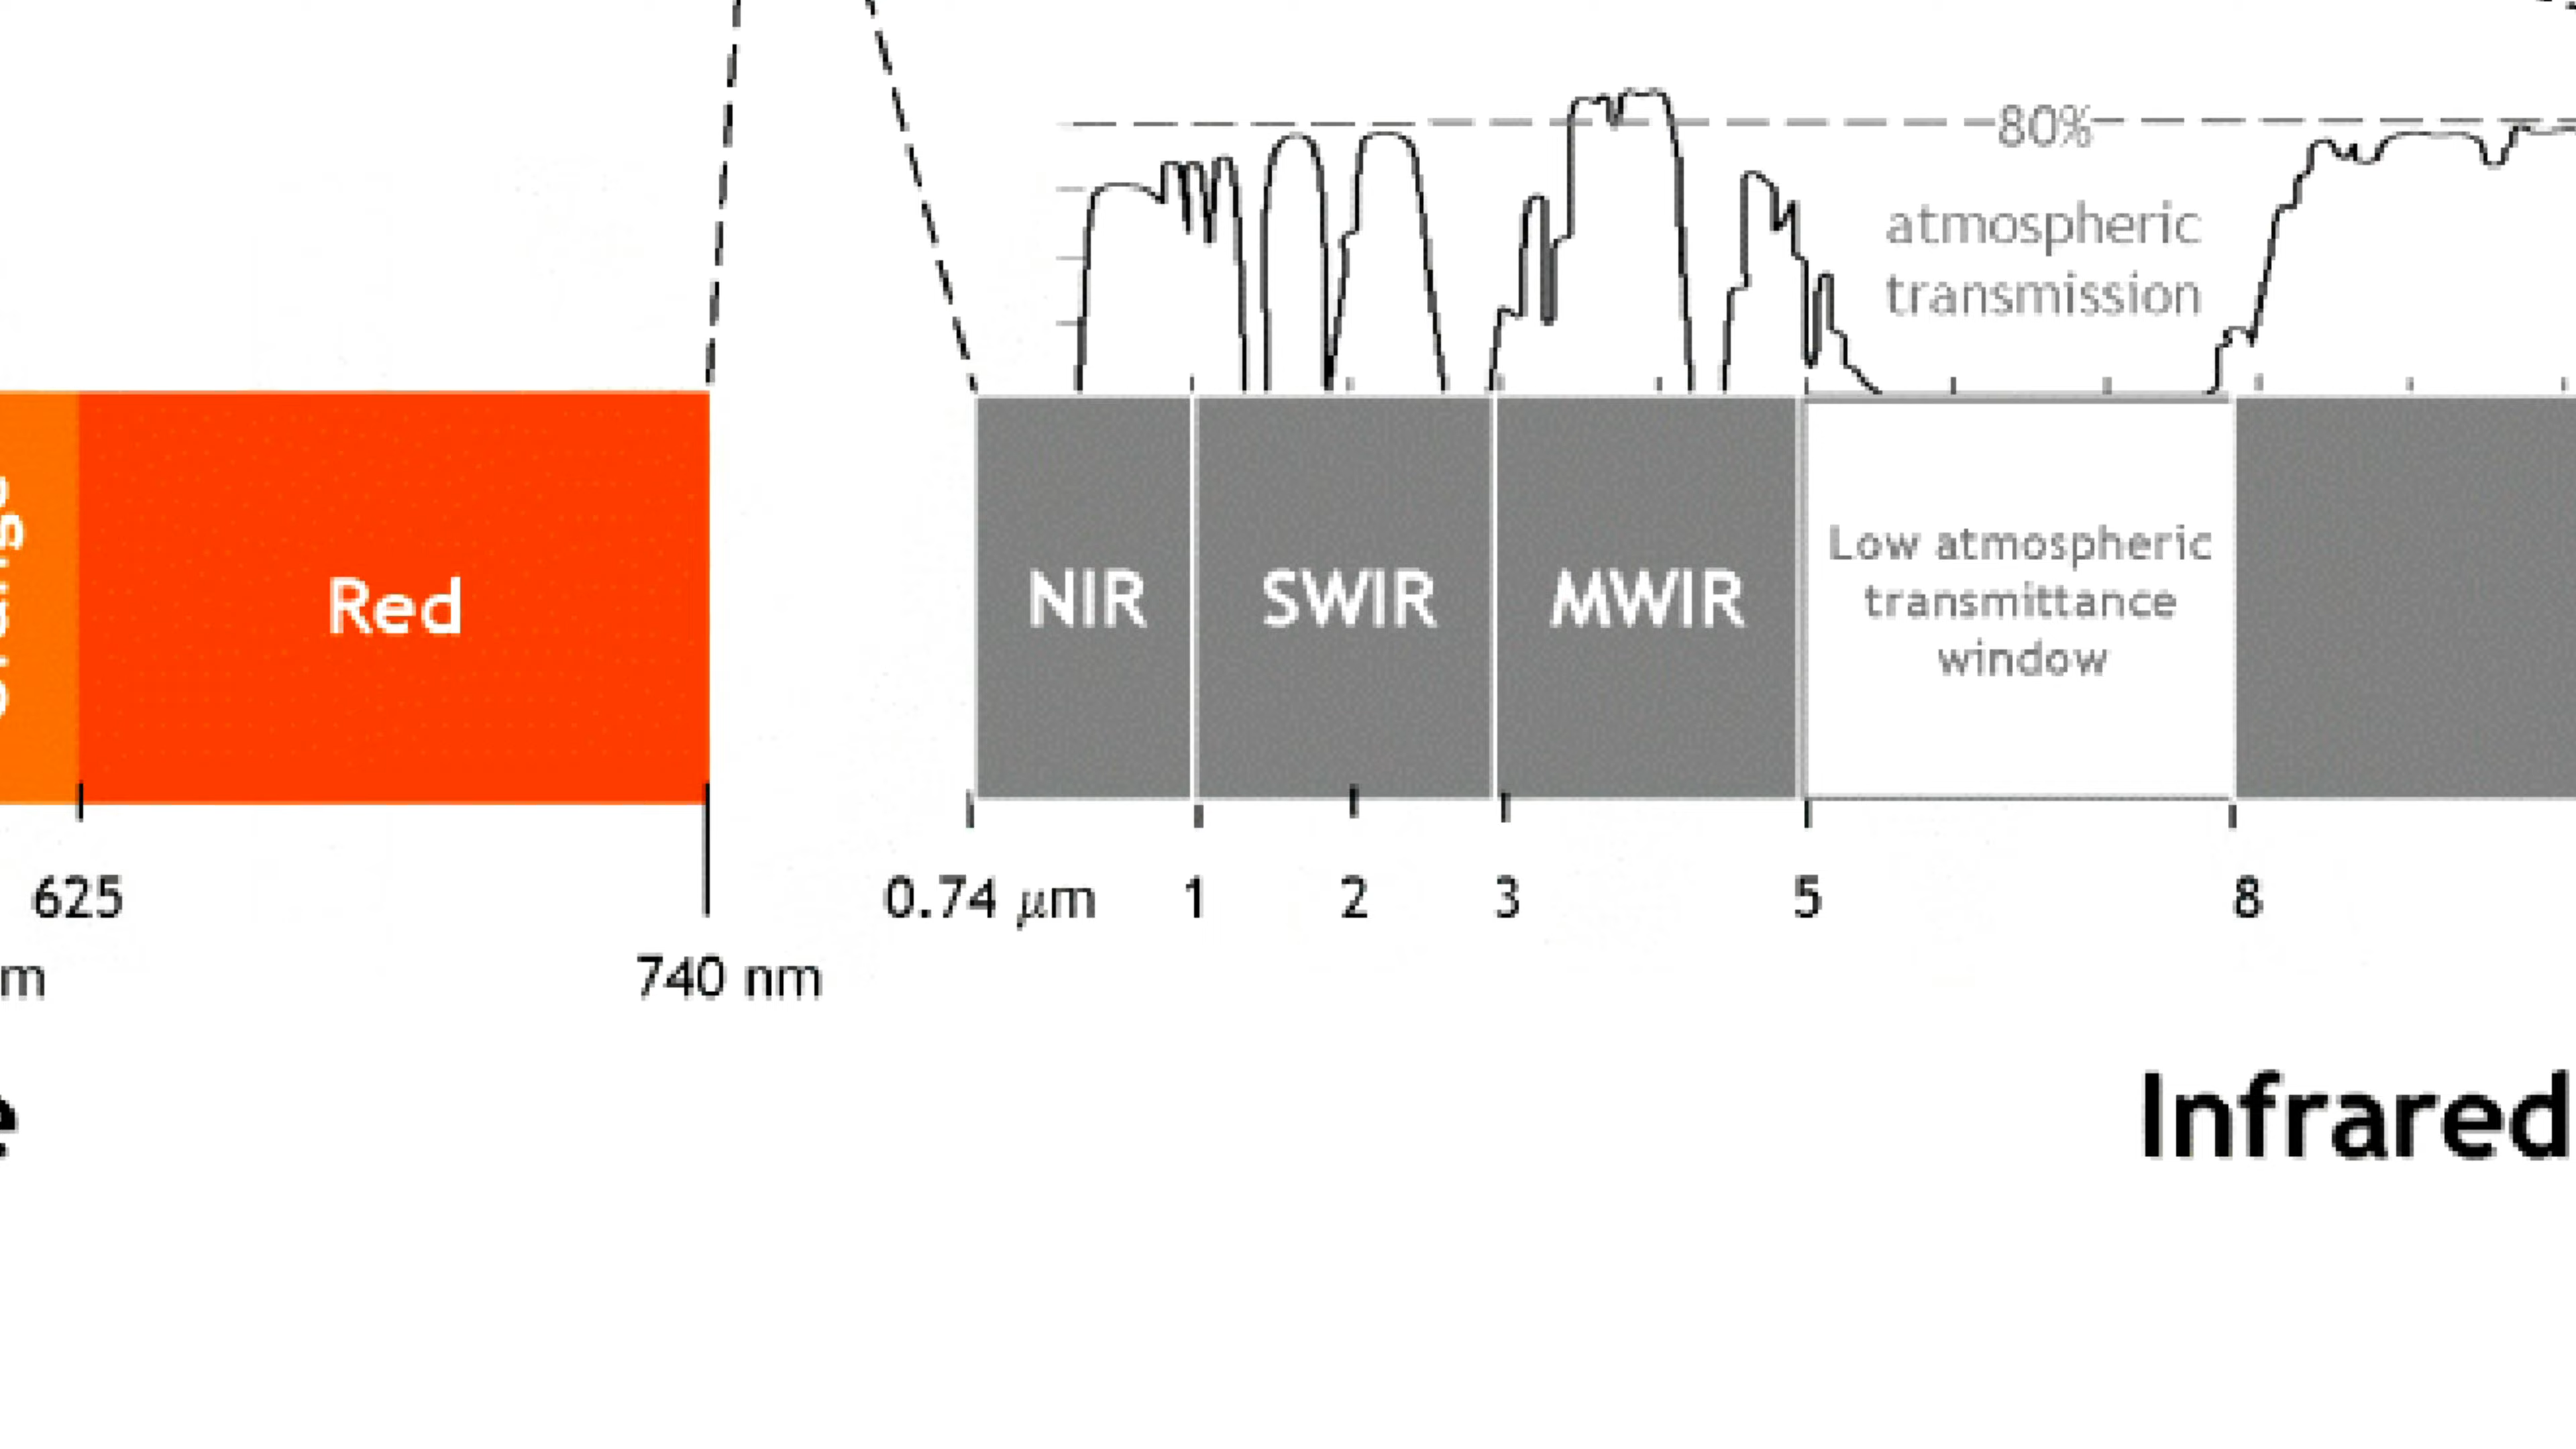 80%
atmospheric
transmission
Red
NIR
SWIR
MWIR
Low atmospheric
transmittance
window
625
0.74 μm
1
2
3
5
8
740 nm
Infrared